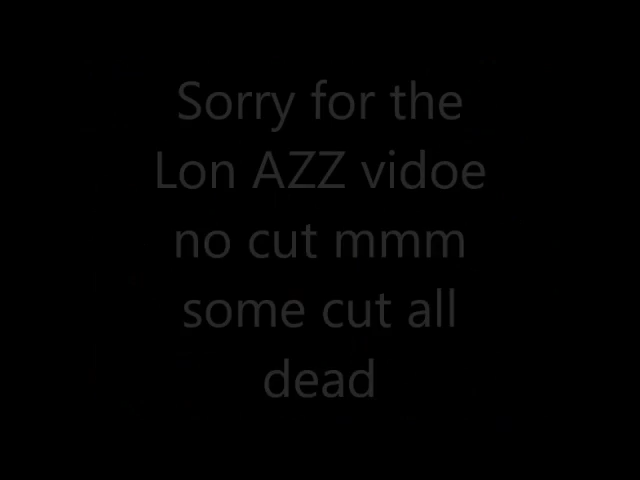 Sorry for the
Lon AZZ vidoe
no cut mmm
some cut all
dead